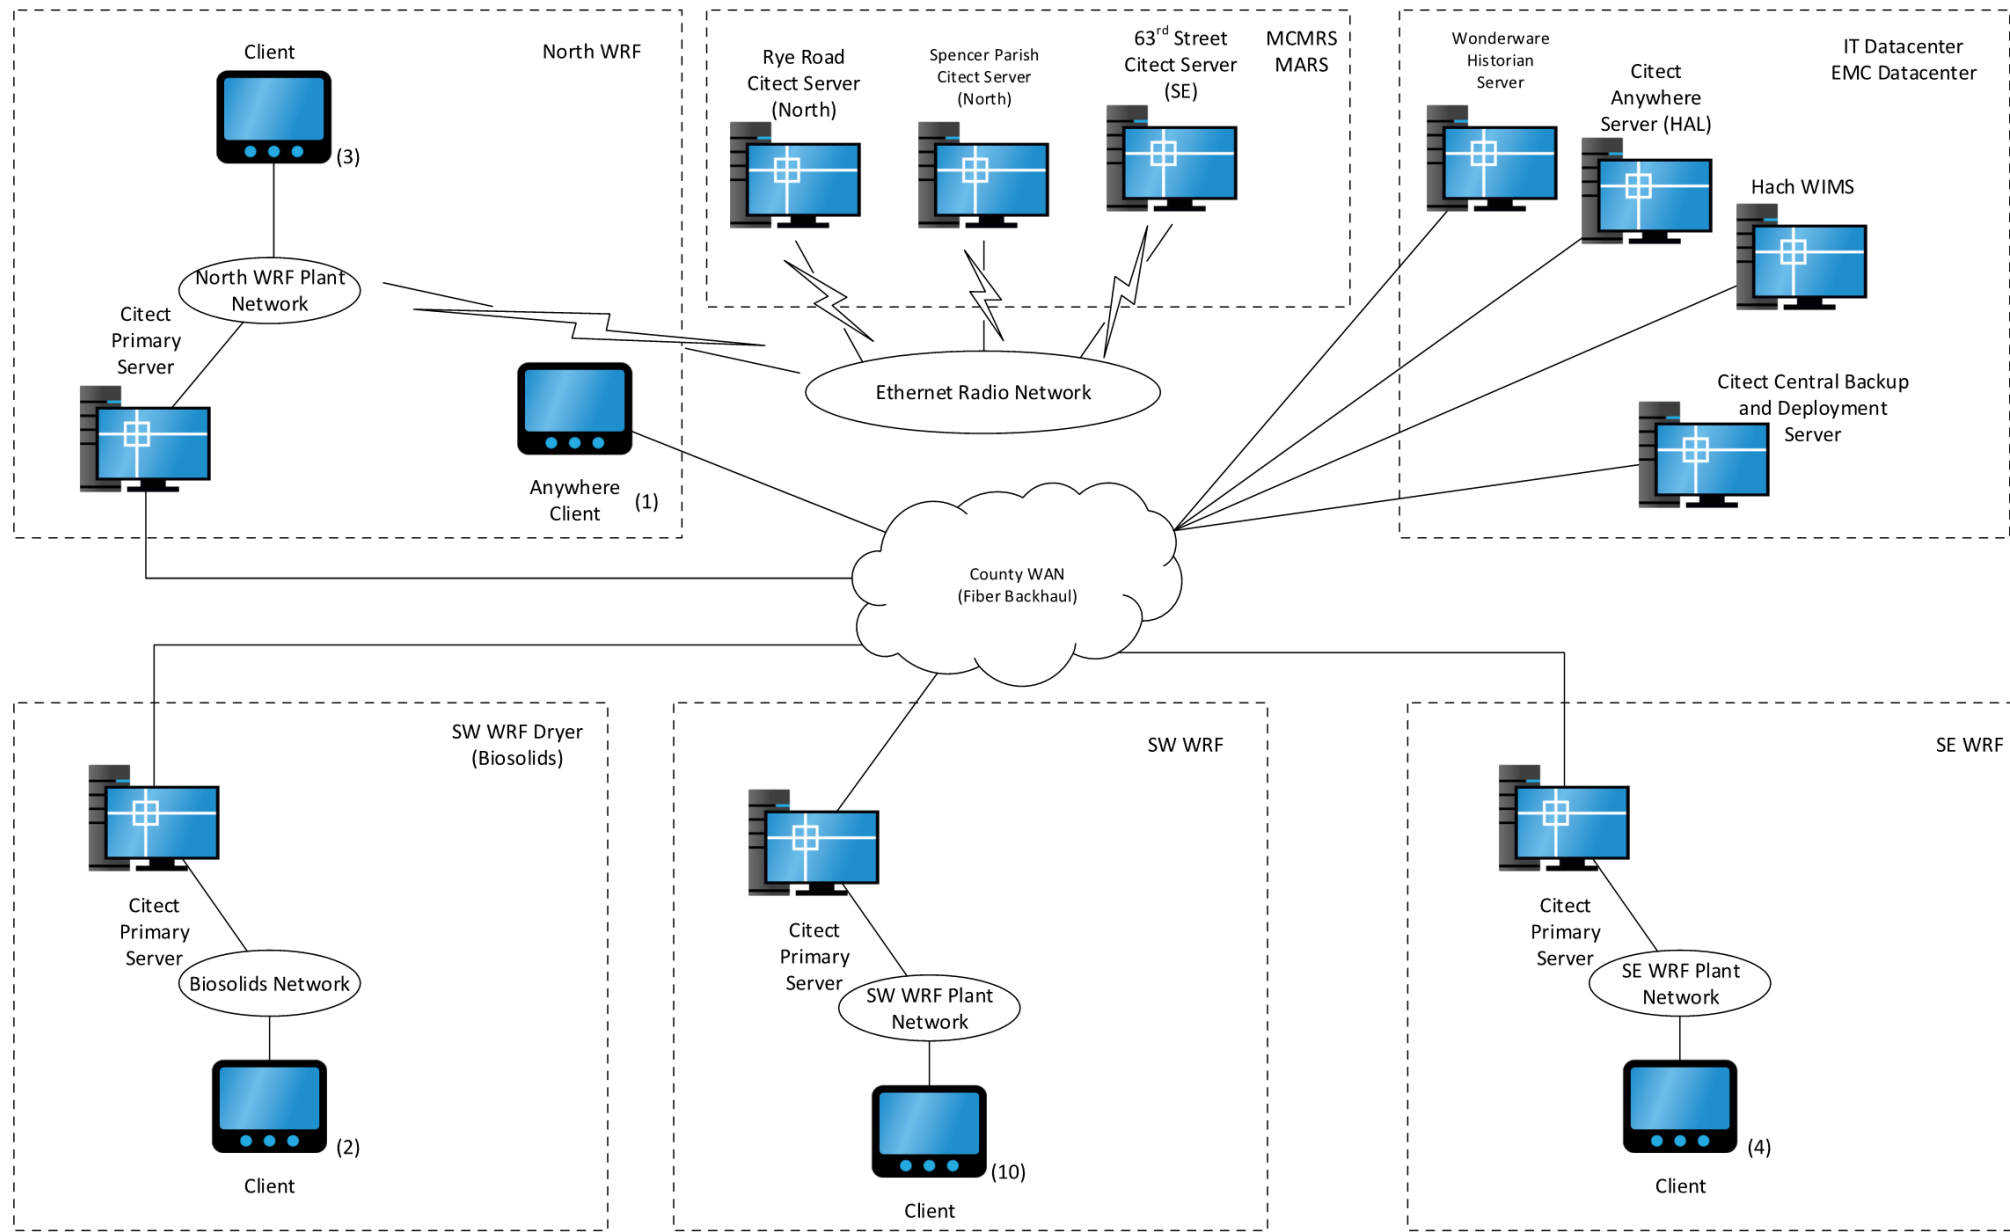 Client
North WRF
(3)
North WRF Plant
Network
Citect
Primary
Server
Anywhere
Client
(1)
Rye Road
Citect Server
(North)
Spencer Parish
Citect Server
(North)
63rd Street
Citect Server
(SE)
MCMRS
MARS
Ethernet Radio Network
Wonderware
Historian
Server
Citect
Anywhere
Server (HAL)
IT Datacenter
EMC Datacenter
Hach WIMS
Citect Central Backup
and Deployment
Server
County WAN
(Fiber Backhaul)
SW WRF Dryer
(Biosolids)
Citect
Primary
Server
Biosolids Network
(2)
Client
SW WRF
Citect
Primary
Server
SW WRF Plant
Network
(10)
Client
SE WRF
Citect
Primary
Server
SE WRF Plant
Network
(4)
Client